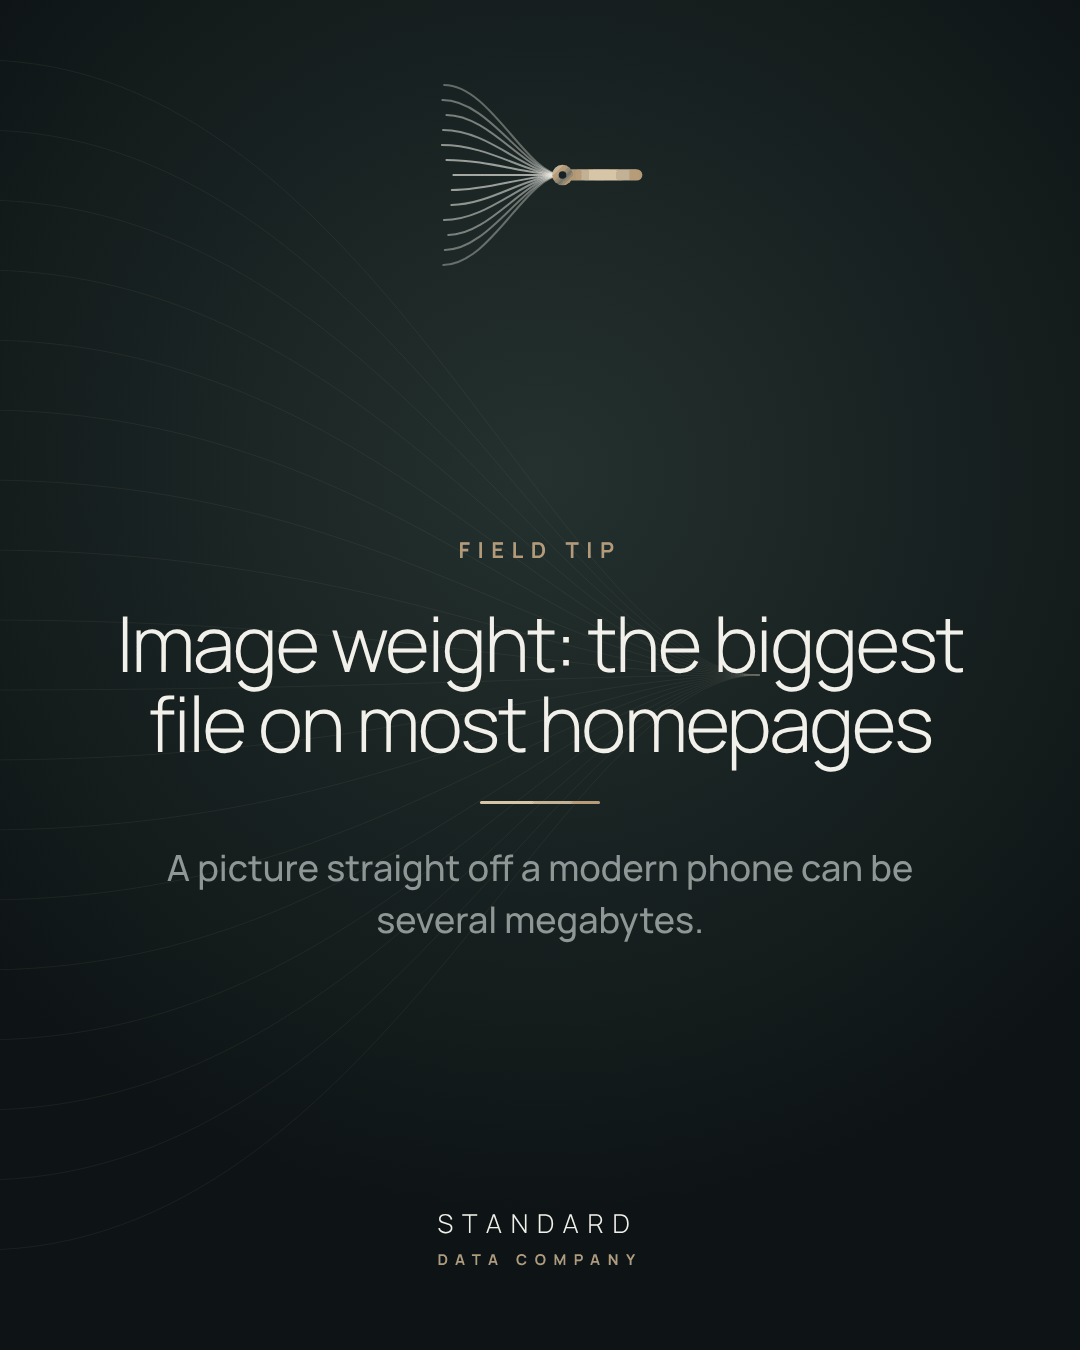 FIELD TIP
Image weight: the biggest
file on most homepages
A picture straight off a modern phone can be
several megabytes.
STANDARD
DATA COMPANY